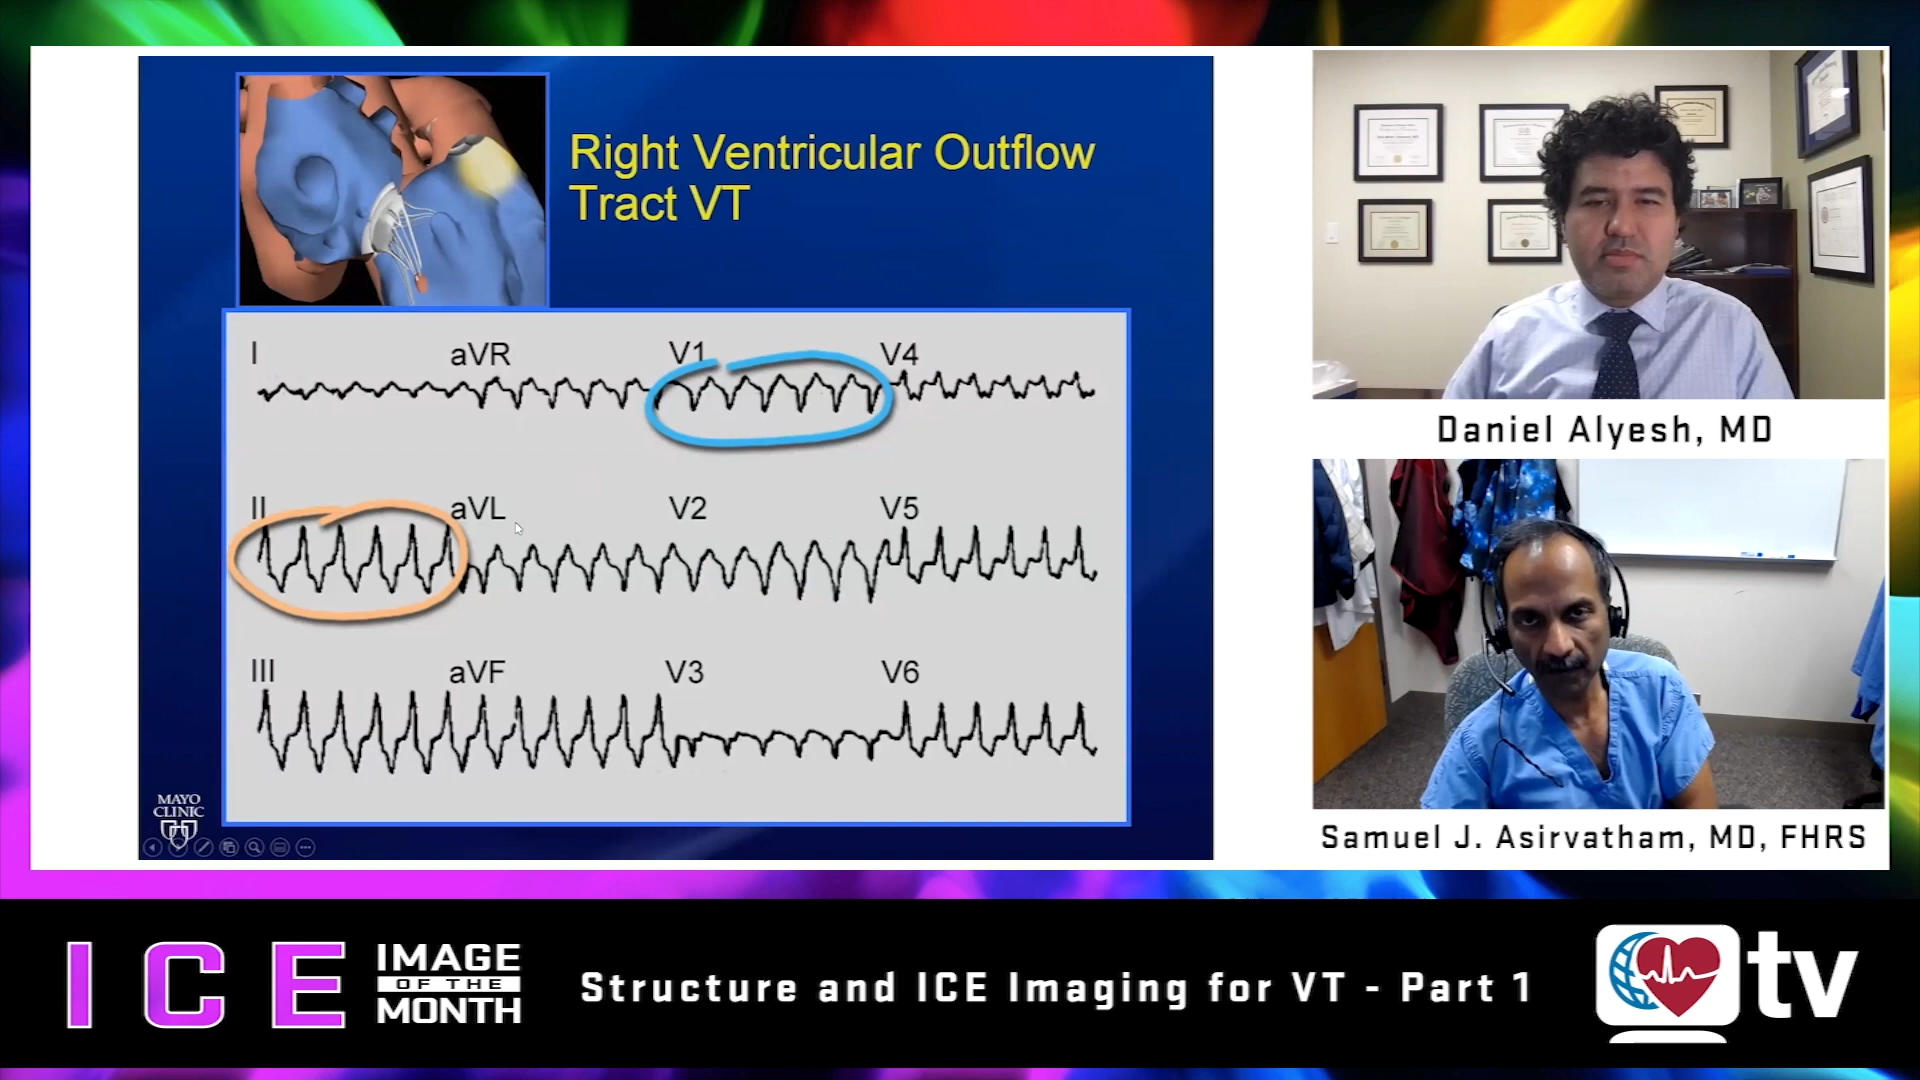 Right Ventricular Outflow
Tract VT
I
aVR
V1
V4
II
aVL
V2
V5
III
aVF
V3
V6
MAYO
CLINIC
Daniel Alyesh, MD
Samuel J. Asirvatham, MD, FHRS
ICE
IMAGE
OF THE
MONTH
Structure and ICE Imaging for VT - Part 1
tv